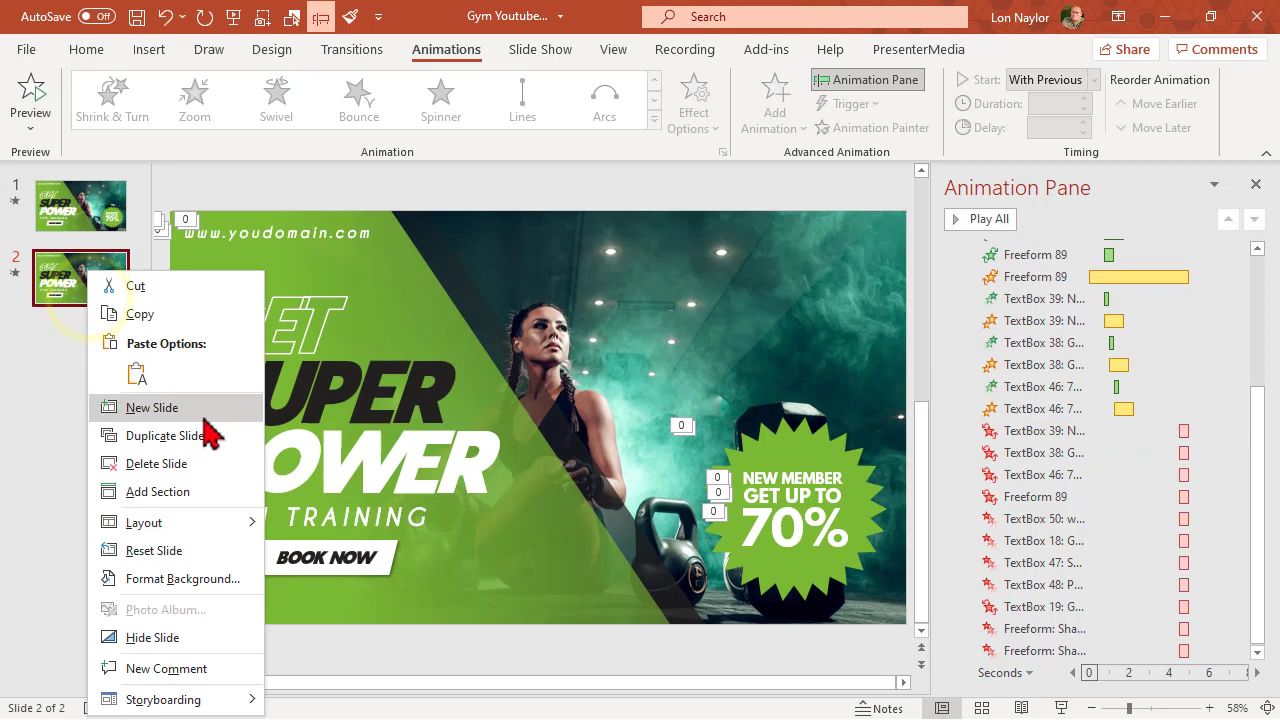 AutoSave Off
Gym Youtube...
Search
Lon Naylor
File Home Insert Draw Design Transitions Animations Slide Show View Recording Add-ins Help PresenterMedia
Share
Comments
Preview
Shrink & Turn Zoom Swivel Bounce Spinner Lines Arcs
Effect Options
Add Animation
Animation Pane
Trigger
Animation Painter
Start: With Previous
Duration:
Delay:
Reorder Animation
Move Earlier
Move Later
Preview
Animation
Advanced Animation
Timing
1
2
Cut
Copy
Paste Options:
New Slide
Duplicate Slide
Delete Slide
Add Section
Layout
Reset Slide
Format Background...
Photo Album...
Hide Slide
New Comment
Storyboarding
0
www.youdomain.com
ET
UPER
OWER
TRAINING
BOOK NOW
0
0
0
0
NEW MEMBER
GET UP TO
70%
Animation Pane
Play All
Freeform 89
Freeform 89
TextBox 39: N...
TextBox 39: N...
TextBox 38: G...
TextBox 38: G...
TextBox 46: 7...
TextBox 46: 7...
TextBox 39: N...
TextBox 38: G...
TextBox 46: 7...
Freeform 89
TextBox 50: w...
TextBox 18: G...
TextBox 47: S...
TextBox 48: P...
TextBox 19: G...
Freeform: Sha...
Freeform: Sha...
Seconds 0 2 4 6
Slide 2 of 2
Notes
58%